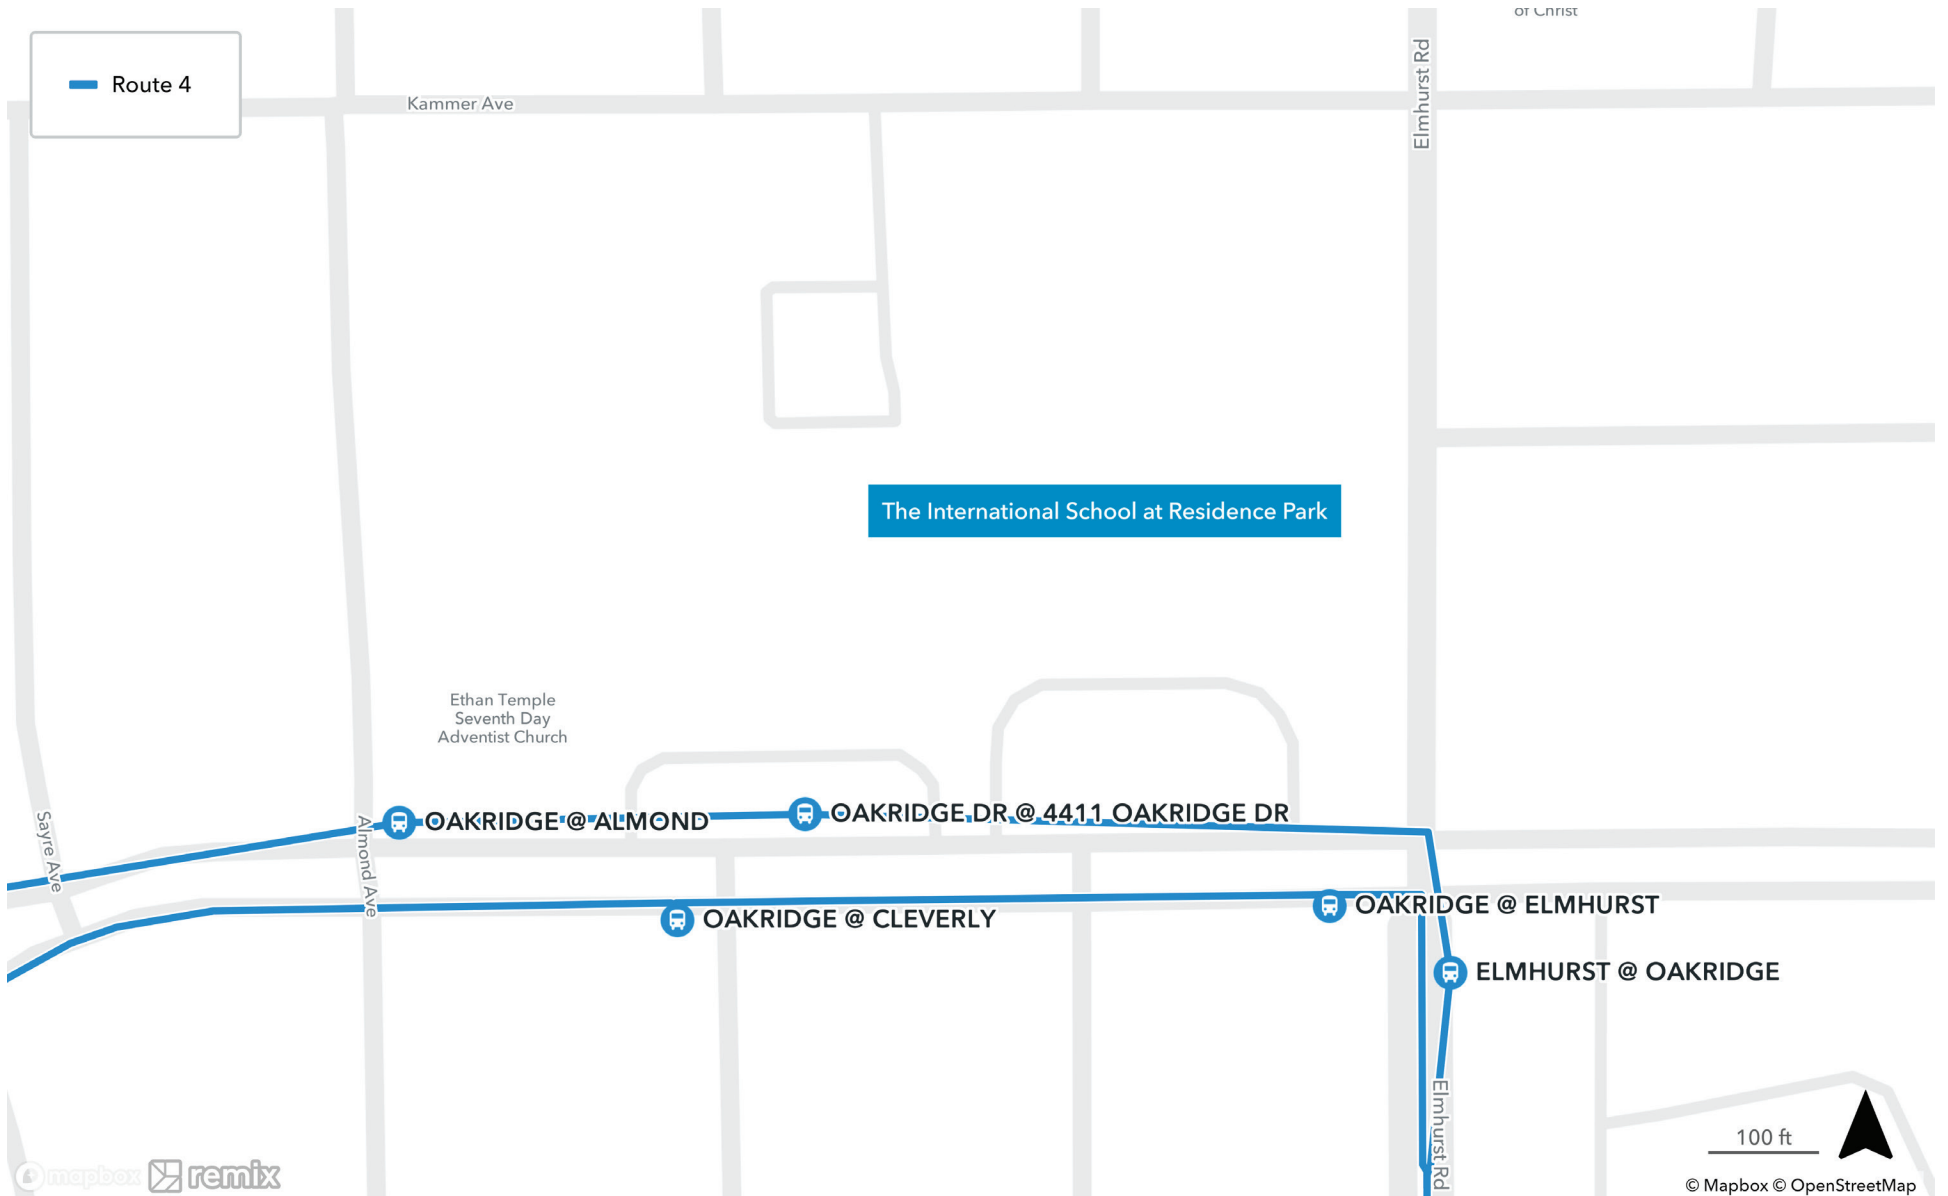 of Christ
Route 4
Kammer Ave
Elmhurst Rd
The International School at Residence Park
Ethan Temple
Seventh Day
Adventist Church
Sayre Ave
Almond Ave
OAKRIDGE @ ALMOND
OAKRIDGE DR @ 4411 OAKRIDGE DR
OAKRIDGE @ CLEVERLY
OAKRIDGE @ ELMHURST
ELMHURST @ OAKRIDGE
Elmhurst Rd
100 ft
mapbox
remix
© Mapbox © OpenStreetMap